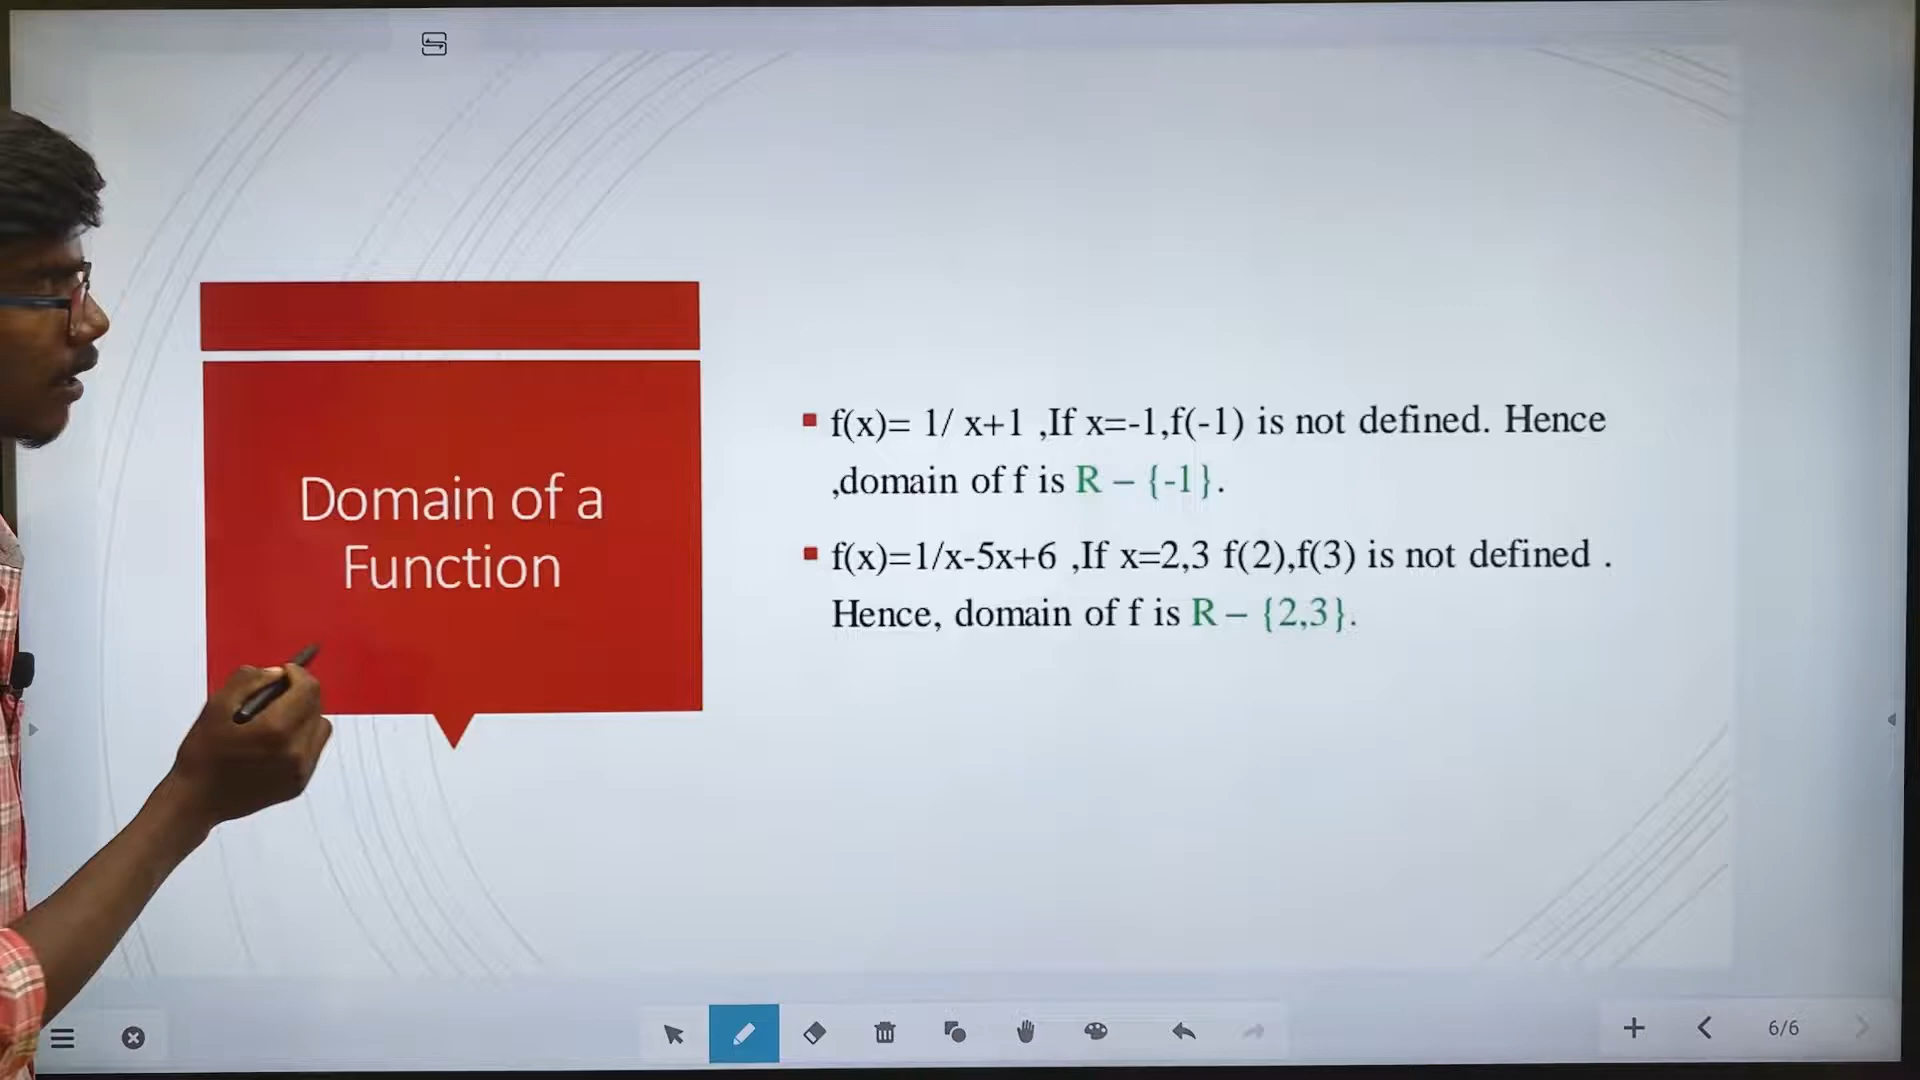 Domain of a
Function
f(x)= 1/ x+1 ,If x=-1,f(-1) is not defined. Hence
,domain of f is R – {-1}.
f(x)=1/x-5x+6 ,If x=2,3 f(2),f(3) is not defined .
Hence, domain of f is R – {2,3}.
6/6